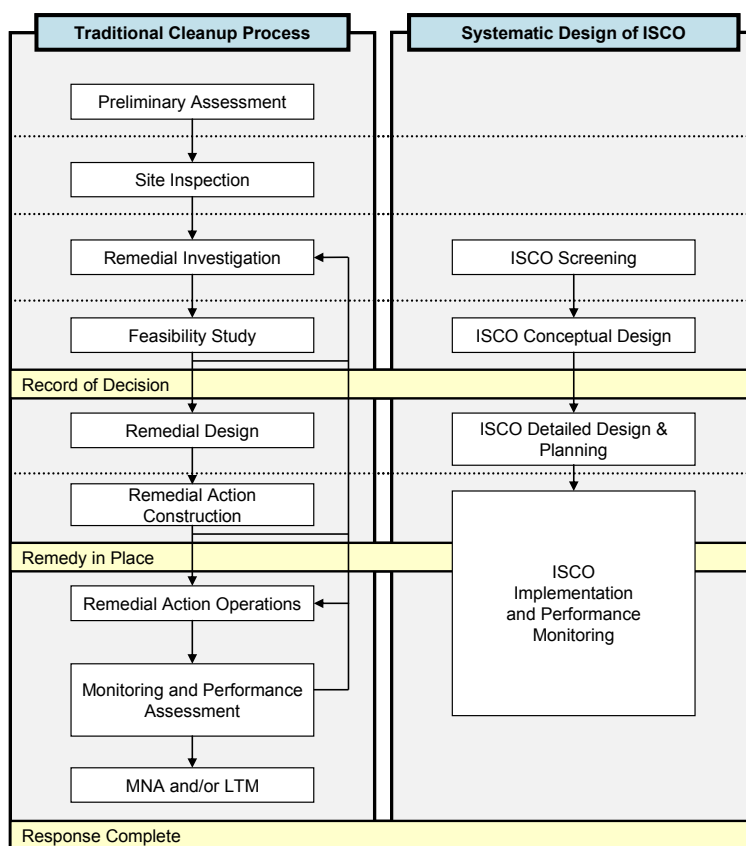 Traditional Cleanup Process
Preliminary Assessment
Site Inspection
Remedial Investigation
Feasibility Study
Record of Decision
Remedial Design
Remedial Action
Construction
Remedy in Place
Remedial Action Operations
Monitoring and Performance
Assessment
MNA and/or LTM
Response Complete
Systematic Design of ISCO
ISCO Screening
ISCO Conceptual Design
ISCO Detailed Design &
Planning
ISCO
Implementation
and Performance
Monitoring